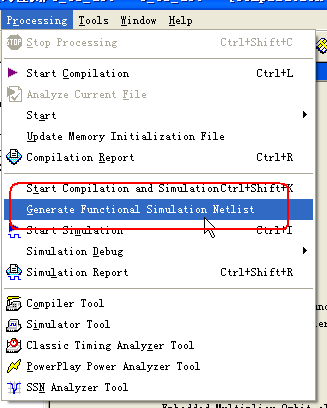 Processing Tools Window Help
Stop Processing Ctrl+Shift+C
Start Compilation Ctrl+L
Analyze Current File
Start
Update Memory Initialization File
Compilation Report Ctrl+R
Start Compilation and Simulation Ctrl+Shift+K
Generate Functional Simulation Netlist
Start Simulation Ctrl+I
Simulation Debug
Simulation Report Ctrl+Shift+R
Compiler Tool
Simulator Tool
Classic Timing Analyzer Tool
PowerPlay Power Analyzer Tool
SSN Analyzer Tool